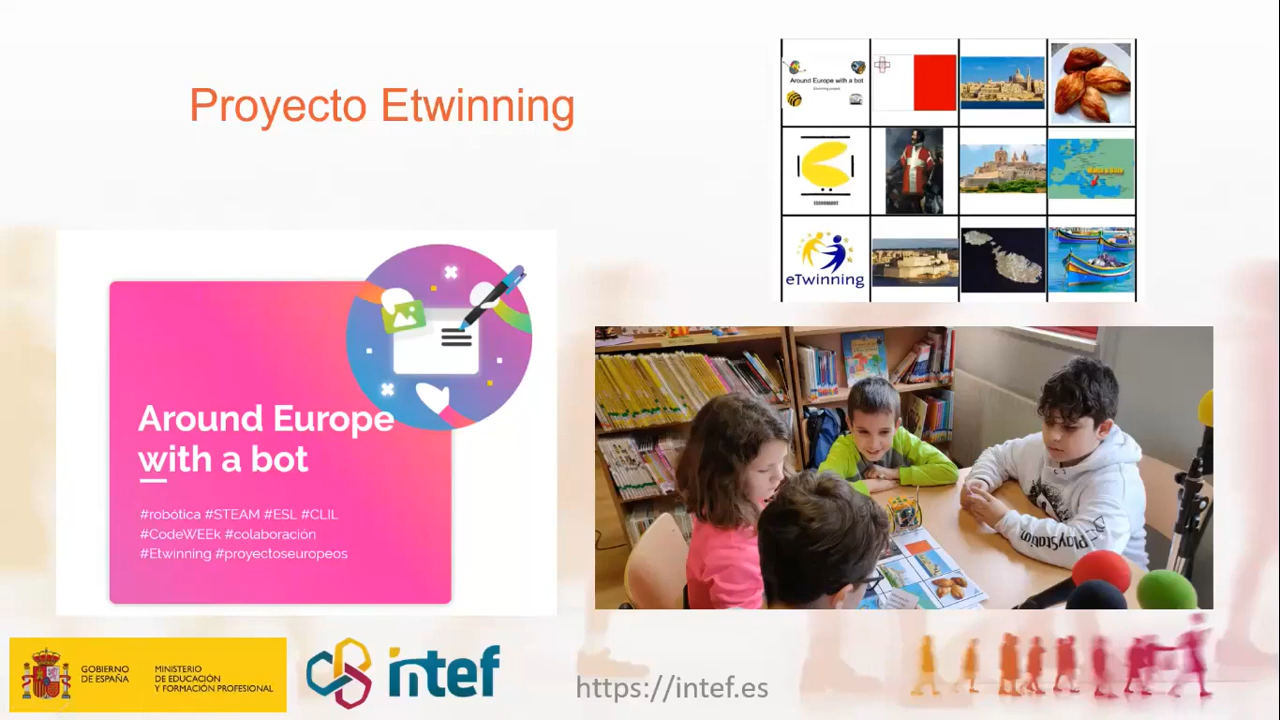 Proyecto Etwinning
Around Europe with a bot
eTwinning
Around Europe
with a bot
#robótica #STEAM #ESL #CLIL
#CodeWEEk #colaboración
#Etwinning #proyectoseuropeos
PlayStation
GOBIERNO
DE ESPAÑA
MINISTERIO
DE EDUCACIÓN
Y FORMACIÓN PROFESIONAL
intef
https://intef.es